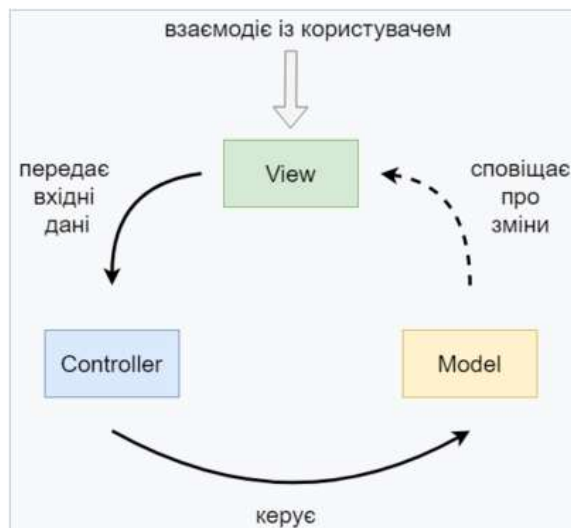 взаємодіє із користувачем
передає
вхідні
дані
View
сповіщає
про
зміни
Controller
Model
керує